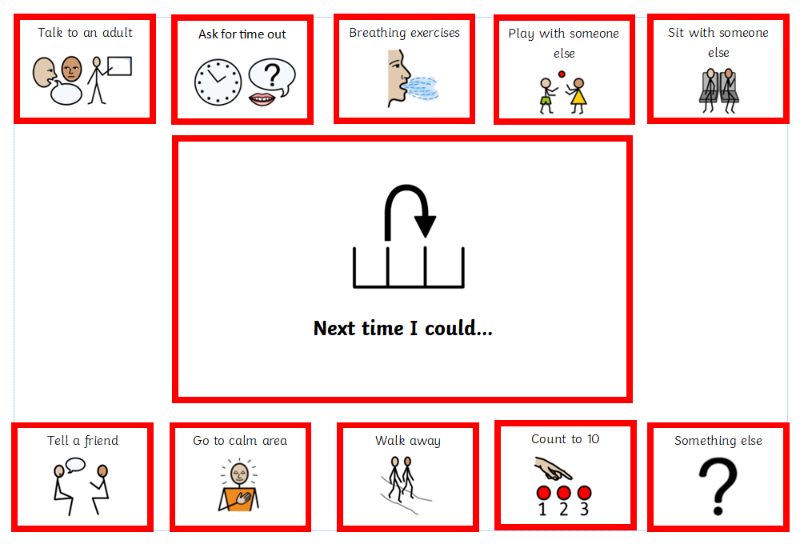 Talk to an adult
Ask for time out
?
Breathing exercises
Play with someone
else
Sit with someone
else
Next time I could...
Tell a friend
Go to calm area
Walk away
Count to 10
1 2 3
Something else
?